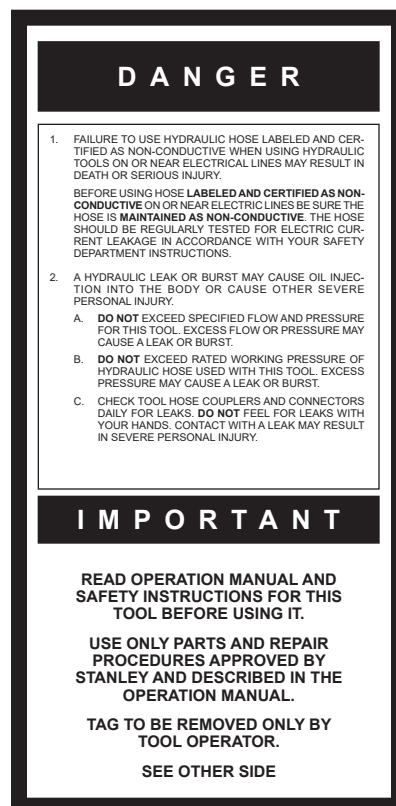 DANGER
1. FAILURE TO USE HYDRAULIC HOSE LABELED AND CER-
TIFIED AS NON-CONDUCTIVE WHEN USING HYDRAULIC
TOOLS ON OR NEAR ELECTRICAL LINES MAY RESULT IN
DEATH OR SERIOUS INJURY.
BEFORE USING HOSE LABELED AND CERTIFIED AS NON-
CONDUCTIVE ON OR NEAR ELECTRIC LINES BE SURE THE
HOSE IS MAINTAINED AS NON-CONDUCTIVE. THE HOSE
SHOULD BE REGULARLY TESTED FOR ELECTRIC CUR-
RENT LEAKAGE IN ACCORDANCE WITH YOUR SAFETY
DEPARTMENT INSTRUCTIONS.
2. A HYDRAULIC LEAK OR BURST MAY CAUSE OIL INJEC-
TION INTO THE BODY OR CAUSE OTHER SEVERE
PERSONAL INJURY.
A. DO NOT EXCEED SPECIFIED FLOW AND PRESSURE
FOR THIS TOOL. EXCESS FLOW OR PRESSURE MAY
CAUSE A LEAK OR BURST.
B. DO NOT EXCEED RATED WORKING PRESSURE OF
HYDRAULIC HOSE USED WITH THIS TOOL. EXCESS
PRESSURE MAY CAUSE A LEAK OR BURST.
C. CHECK TOOL HOSE COUPLERS AND CONNECTORS
DAILY FOR LEAKS. DO NOT FEEL FOR LEAKS WITH
YOUR HANDS. CONTACT WITH A LEAK MAY RESULT
IN SEVERE PERSONAL INJURY.
IMPORTANT
READ OPERATION MANUAL AND
SAFETY INSTRUCTIONS FOR THIS
TOOL BEFORE USING IT.
USE ONLY PARTS AND REPAIR
PROCEDURES APPROVED BY
STANLEY AND DESCRIBED IN THE
OPERATION MANUAL.
TAG TO BE REMOVED ONLY BY
TOOL OPERATOR.
SEE OTHER SIDE